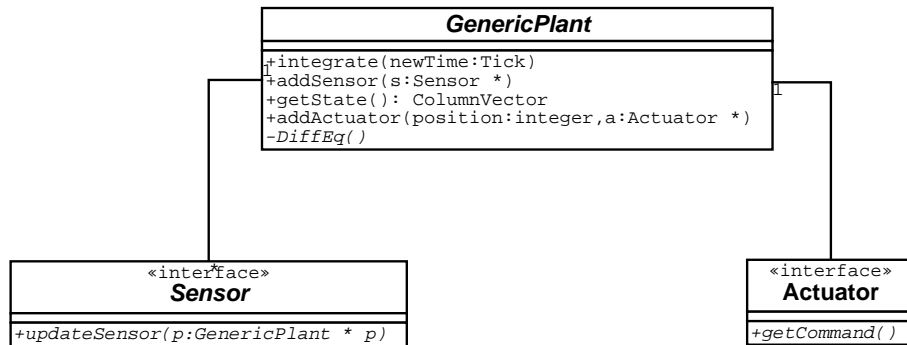 GenericPlant
+integrate(newTime:Tick)
1
+addSensor(s:Sensor *)
+getState(): ColumnVector
1
+addActuator(position:integer,a:Actuator *)
-DiffEq()
*
«interface»
Sensor
+updateSensor(p:GenericPlant * p)
«interface»
Actuator
+getCommand()